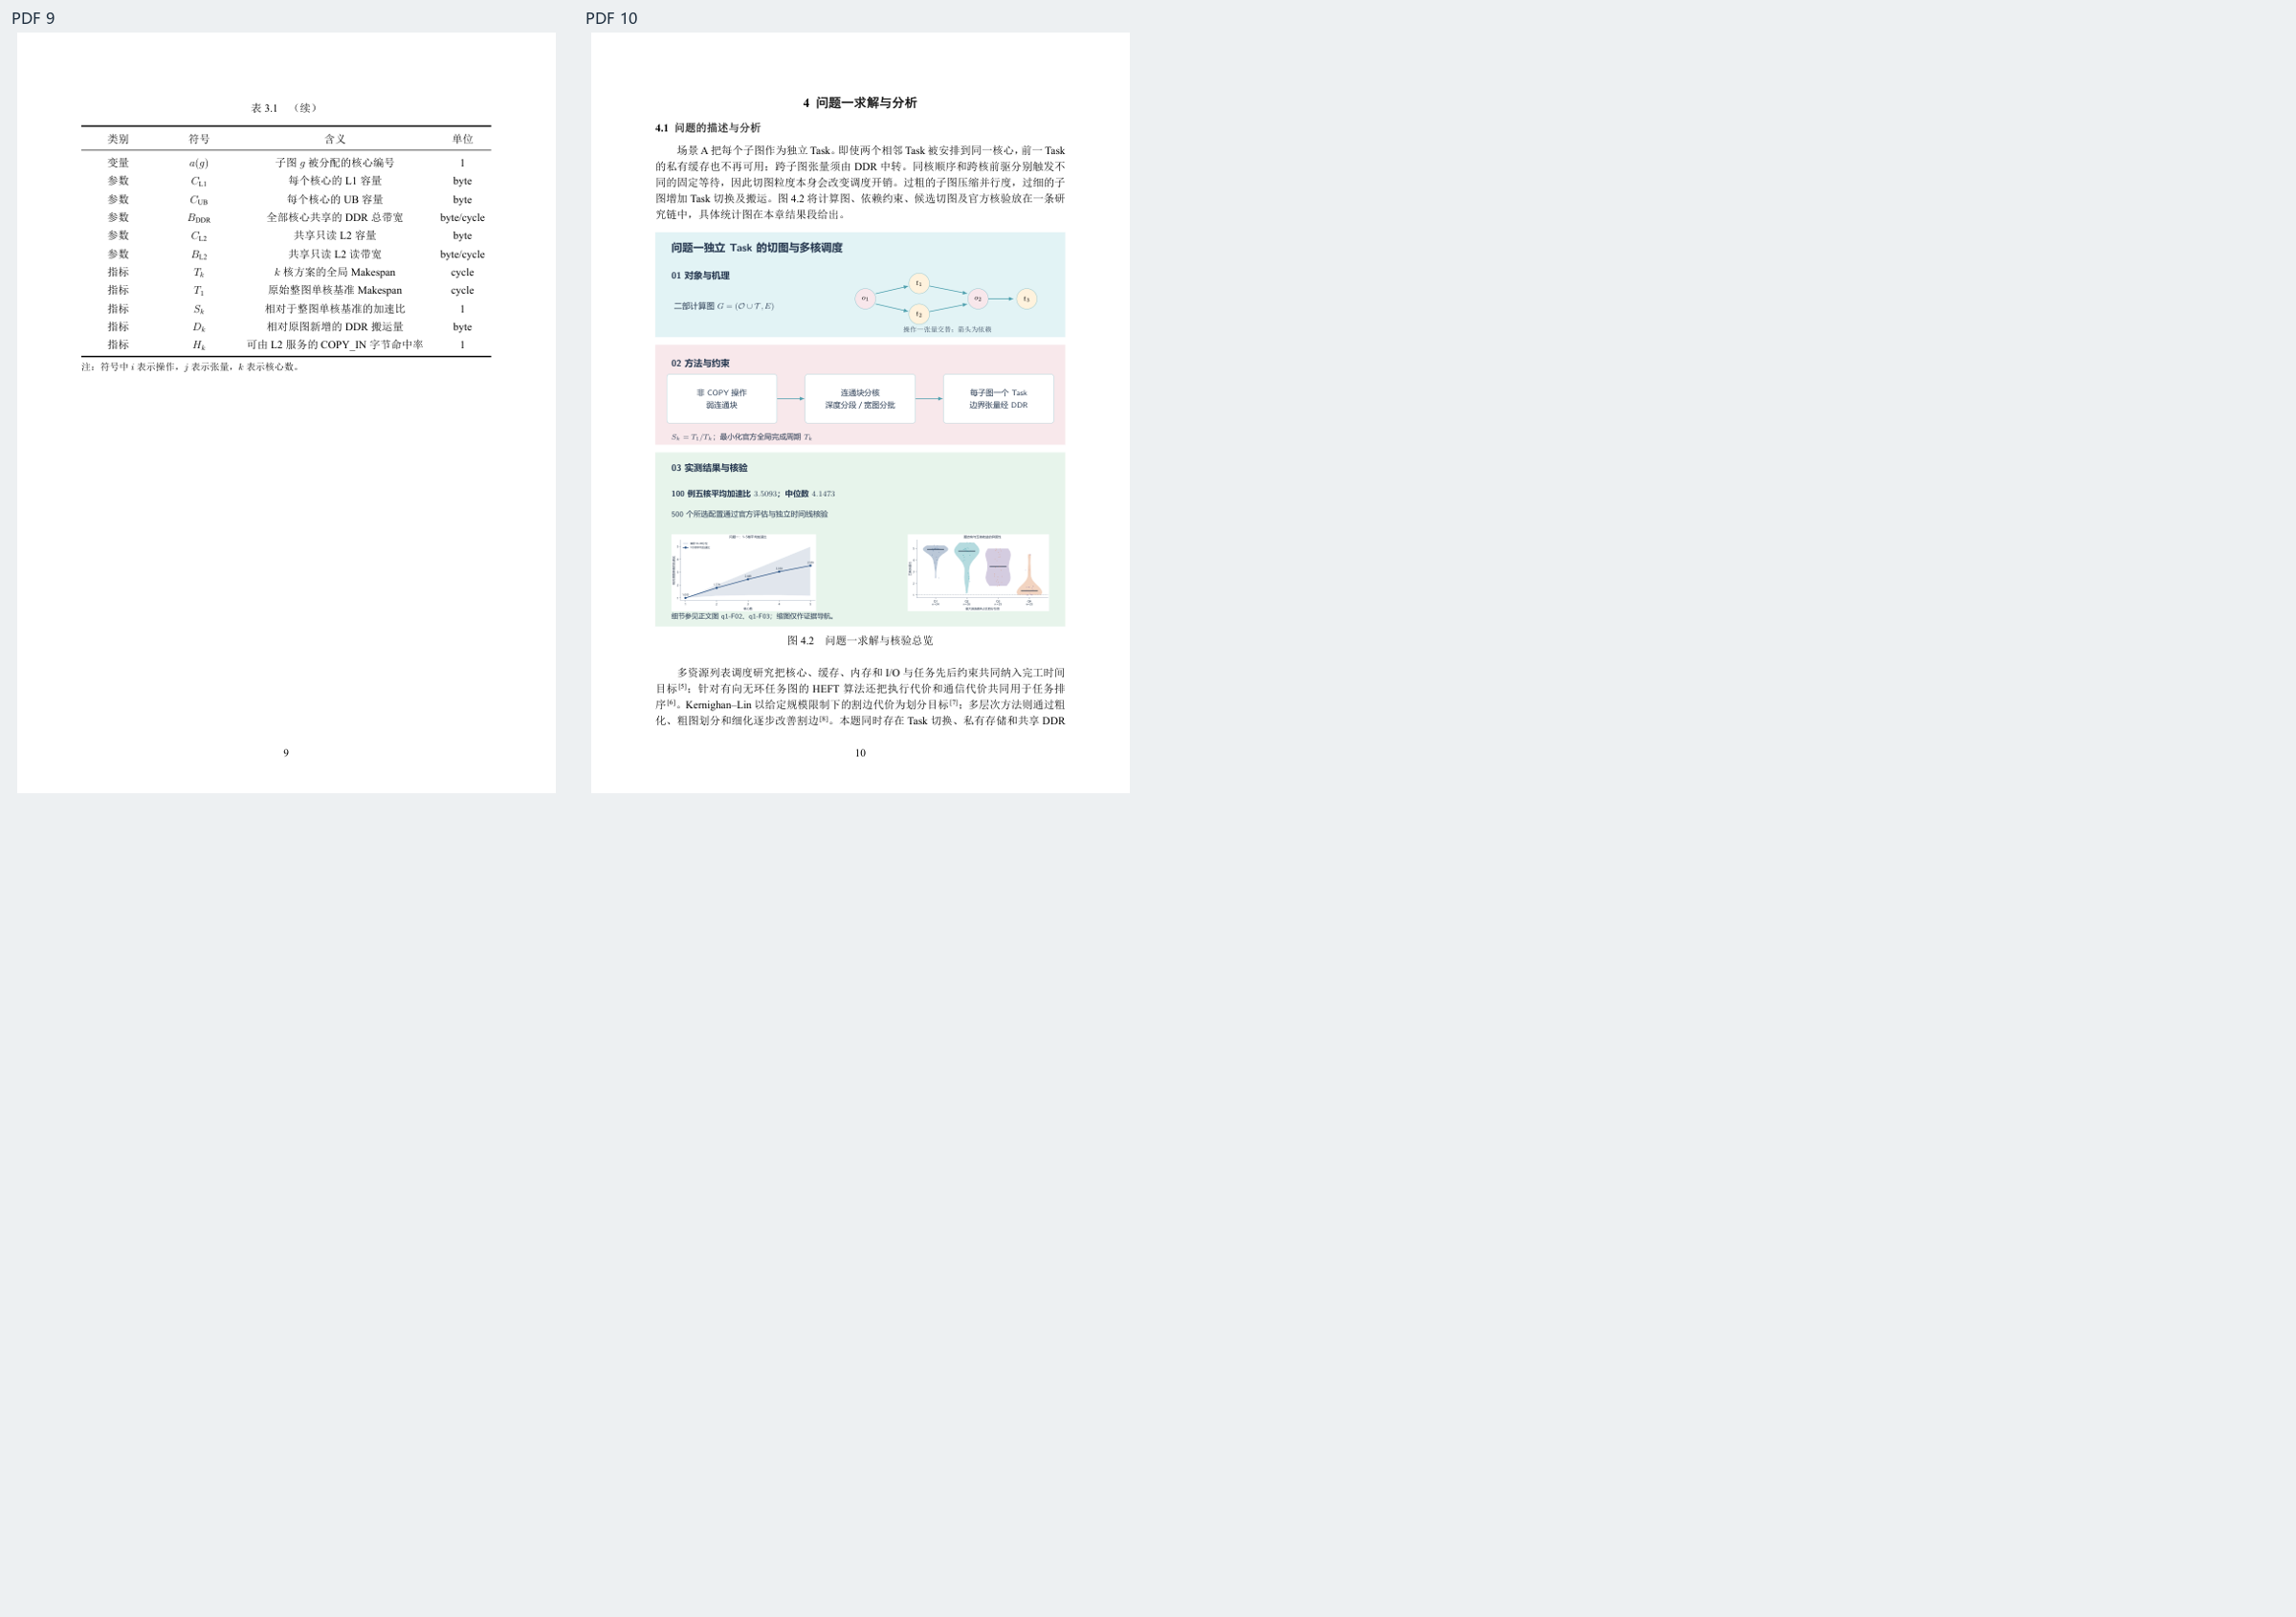 PDF 9
表 3.1 （续）
类别 符号 含义 单位
变量 a(g) 子图 g 被分配的核心编号 1
参数 C_L1 每个核心的 L1 容量 byte
参数 C_UB 每个核心的 UB 容量 byte
参数 B_DDR 全部核心共享的 DDR 总带宽 byte/cycle
参数 C_L2 共享只读 L2 容量 byte
参数 B_L2 共享只读 L2 读带宽 byte/cycle
指标 T_k k 核方案的全局 Makespan cycle
指标 T_1 原始整图单核基准 Makespan cycle
指标 S_k 相对于整图单核基准的加速比 1
指标 D_k 相对原图新增的 DDR 搬运量 byte
指标 H_k 可由 L2 服务的 COPY_IN 字节命中率 1
注：符号中 i 表示操作，j 表示张量，k 表示核心数。
9
PDF 10
4 问题一求解与分析
4.1 问题的描述与分析
场景 A 把每个子图作为独立 Task。即使两个相邻 Task 被安排到同一核心，前一 Task
的私有缓存也不再可用；跨子图张量须由 DDR 中转。同核顺序和跨核前驱分别触发不
同的固定等待，因此切图粒度本身会改变调度开销。过粗的子图压缩并行度，过细的子
图增加 Task 切换及搬运。图 4.2 将计算图、依赖约束、候选切图及官方核验放在一条研
究链中，具体统计图在本章结果段给出。
问题一独立 Task 的切图与多核调度
01 对象与机理
二部计算图 G = (O ∪ T, E)
o1
t1
t2
o2
t3
操作—张量交替；箭头为依赖
02 方法与约束
非 COPY 操作
弱连通块
连通块分核
深度分段 / 宽图分批
每子图一个 Task
边界张量经 DDR
S_k = T_1/T_k；最小化官方全局完成周期 T_k
03 实测结果与核验
100 例五核平均加速比 3.5093；中位数 4.1473
500 个所选配置通过官方评估与独立时间线核验
细节参见正文图 q1-F02、q1-F03；缩图仅作证据导航。
图 4.2 问题一求解与核验总览
多资源列表调度研究把核心、缓存、内存和 I/O 与任务先后约束共同纳入完工时间
目标[5]；针对有向无环任务图的 HEFT 算法还把执行代价和通信代价共同用于任务排
序[6]。Kernighan–Lin 以给定规模限制下的割边代价为划分目标[7]；多层次方法则通过粗
化、粗图划分和细化逐步改善割边[8]。本题同时存在 Task 切换、私有存储和共享 DDR
10